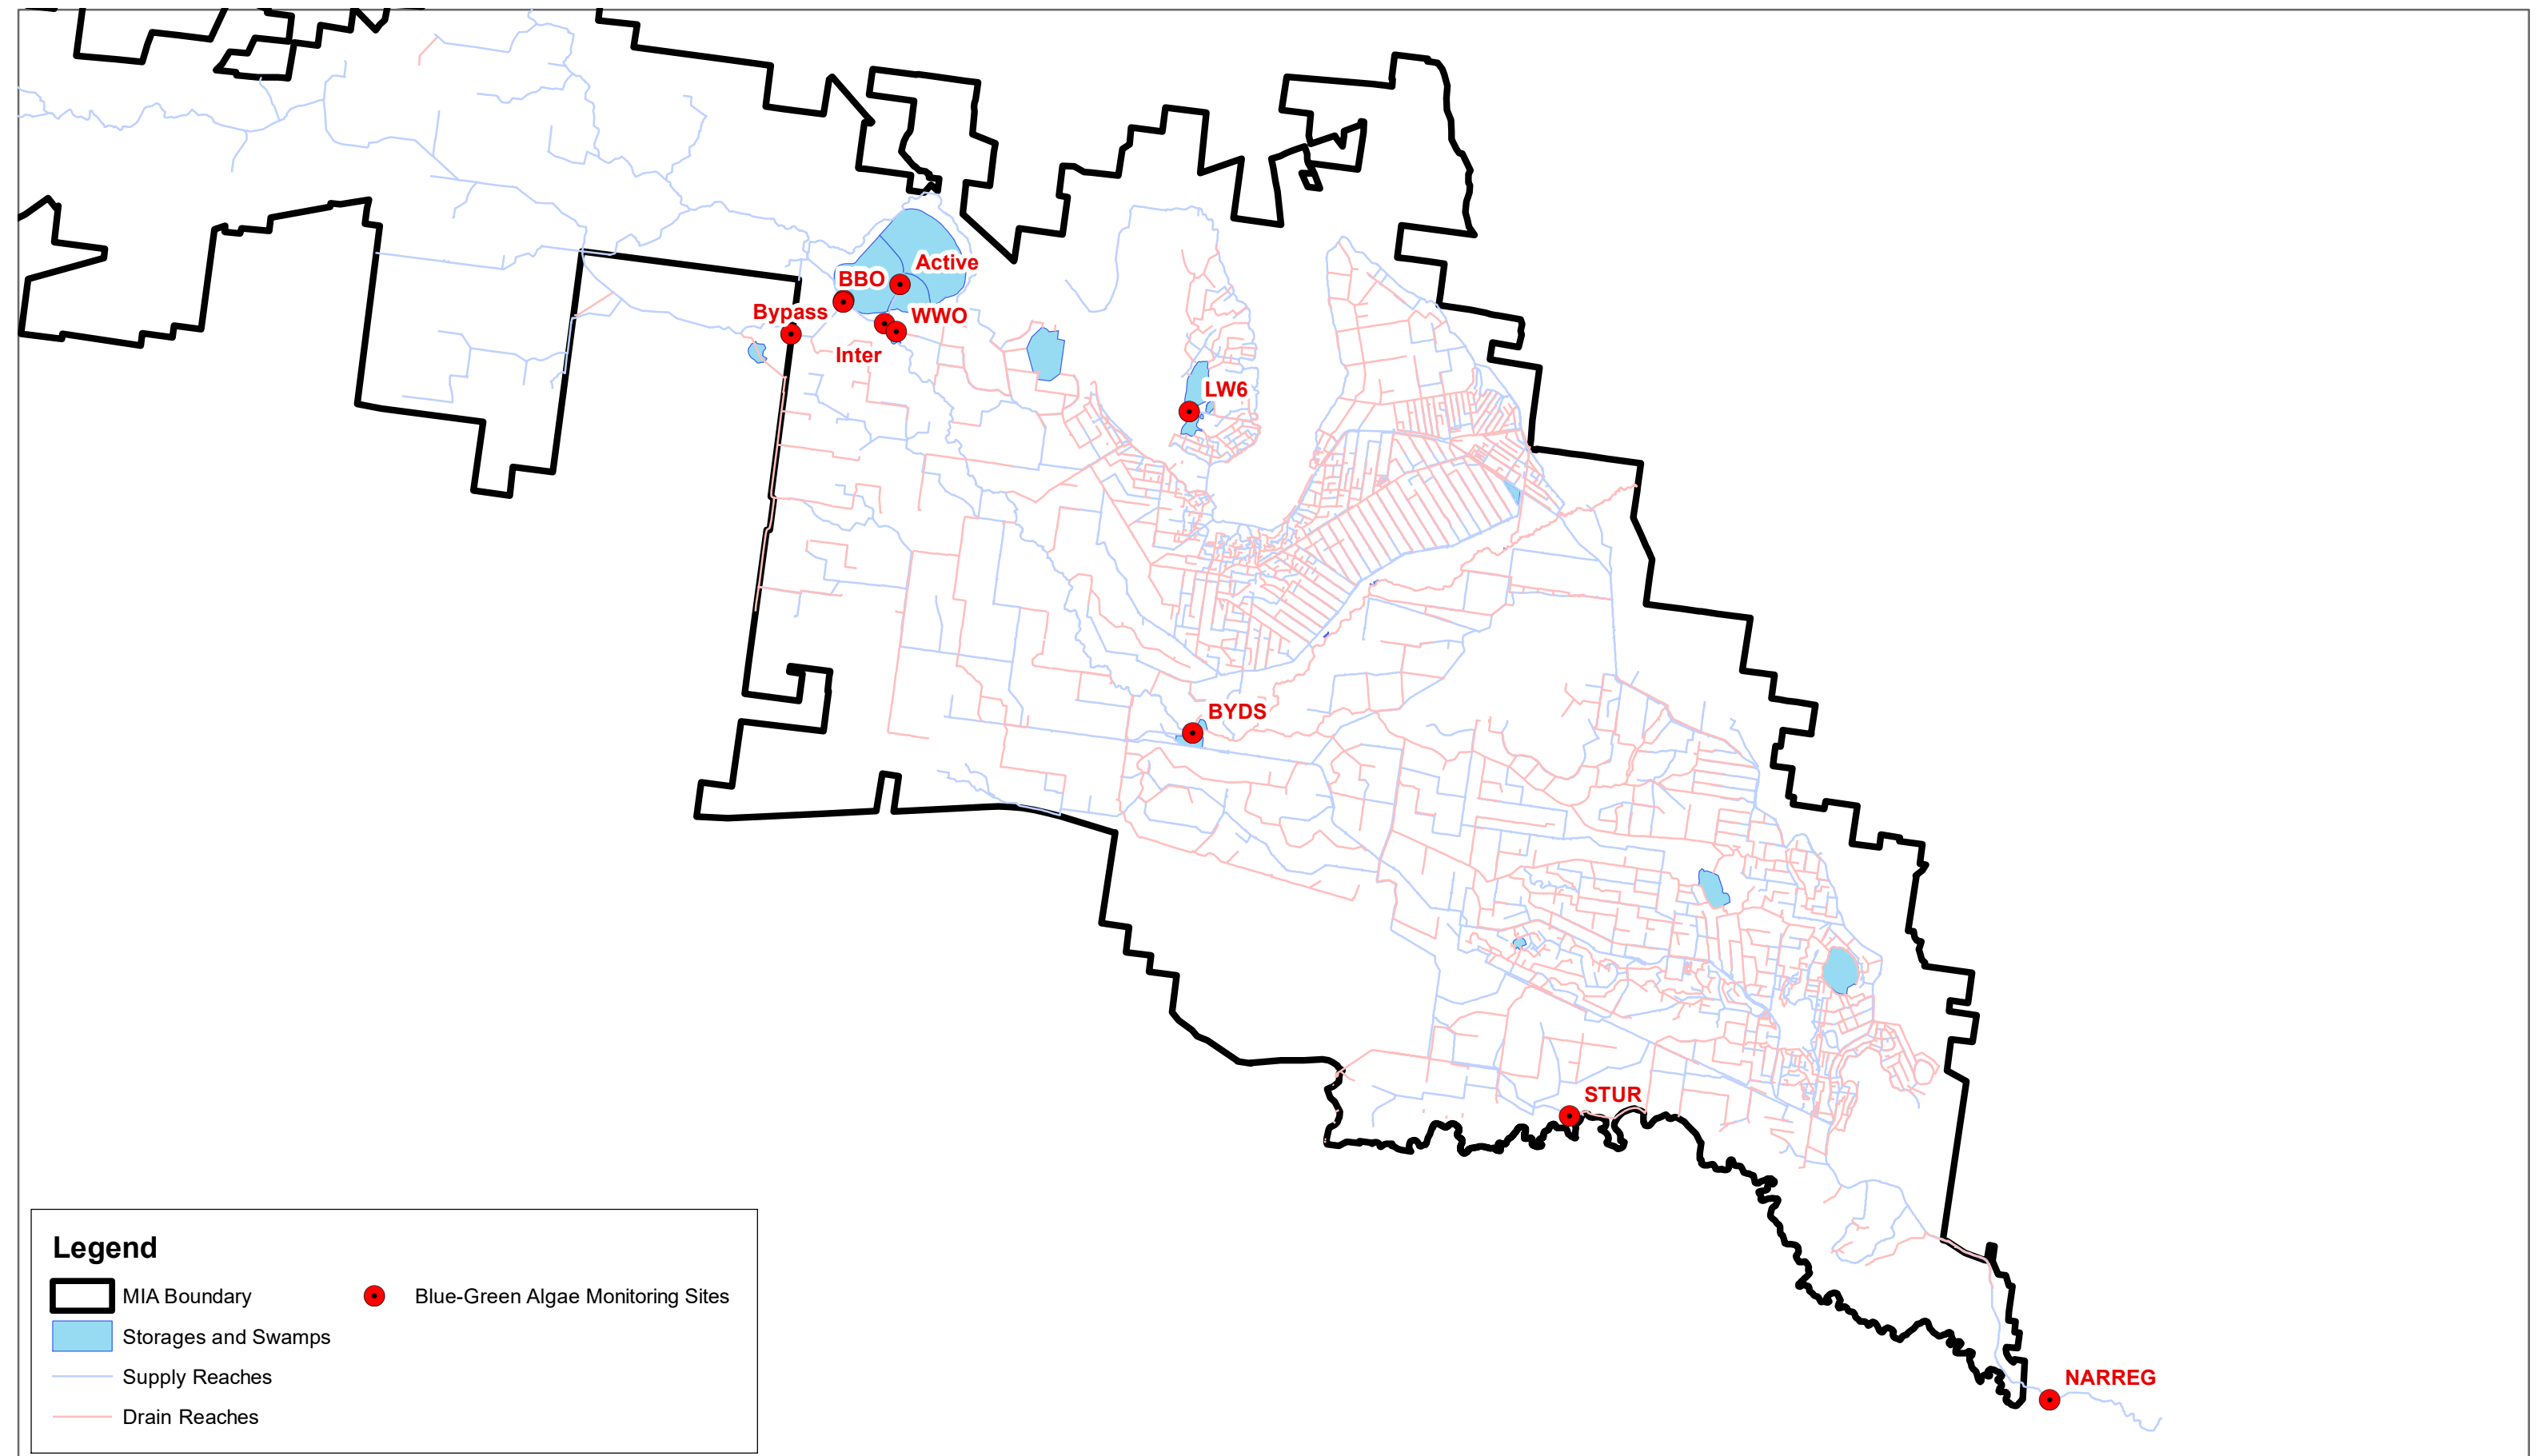 Active
BBO
Bypass
WWO
Inter
LW6
BYDS
STUR
NARREG
Legend
MIA Boundary
Blue-Green Algae Monitoring Sites
Storages and Swamps
Supply Reaches
Drain Reaches